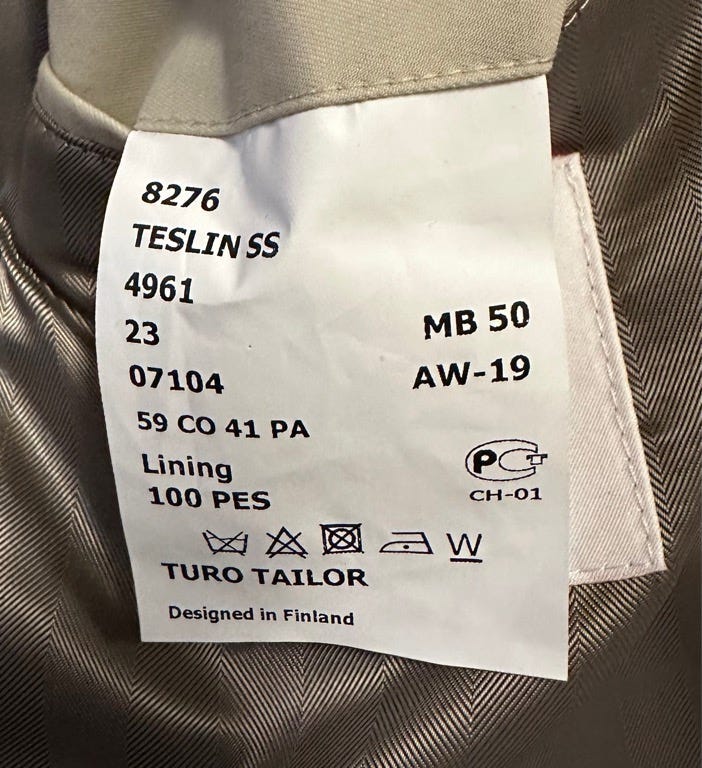 8276
TESLIN SS
4961
23
MB 50
07104
AW-19
59 CO 41 PA
Lining
100 PES
PCT
CH-01
W
TURO TAILOR
Designed in Finland